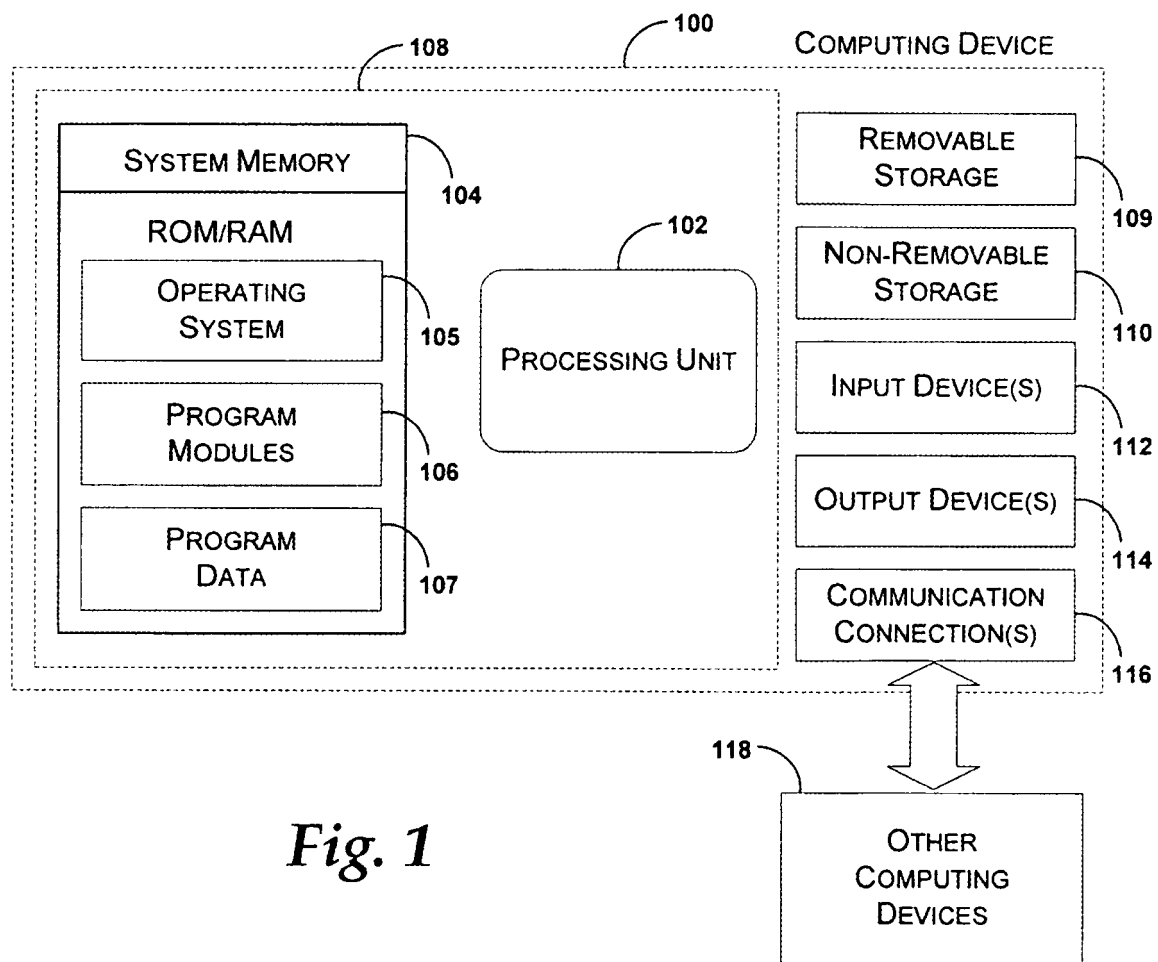 100
COMPUTING DEVICE
108
SYSTEM MEMORY
104
ROM/RAM
OPERATING
SYSTEM
105
PROGRAM
MODULES
106
PROGRAM
DATA
107
102
PROCESSING UNIT
REMOVABLE
STORAGE
109
NON-REMOVABLE
STORAGE
110
INPUT DEVICE(S)
112
OUTPUT DEVICE(S)
114
COMMUNICATION
CONNECTION(S)
116
118
OTHER
COMPUTING
DEVICES
Fig. 1